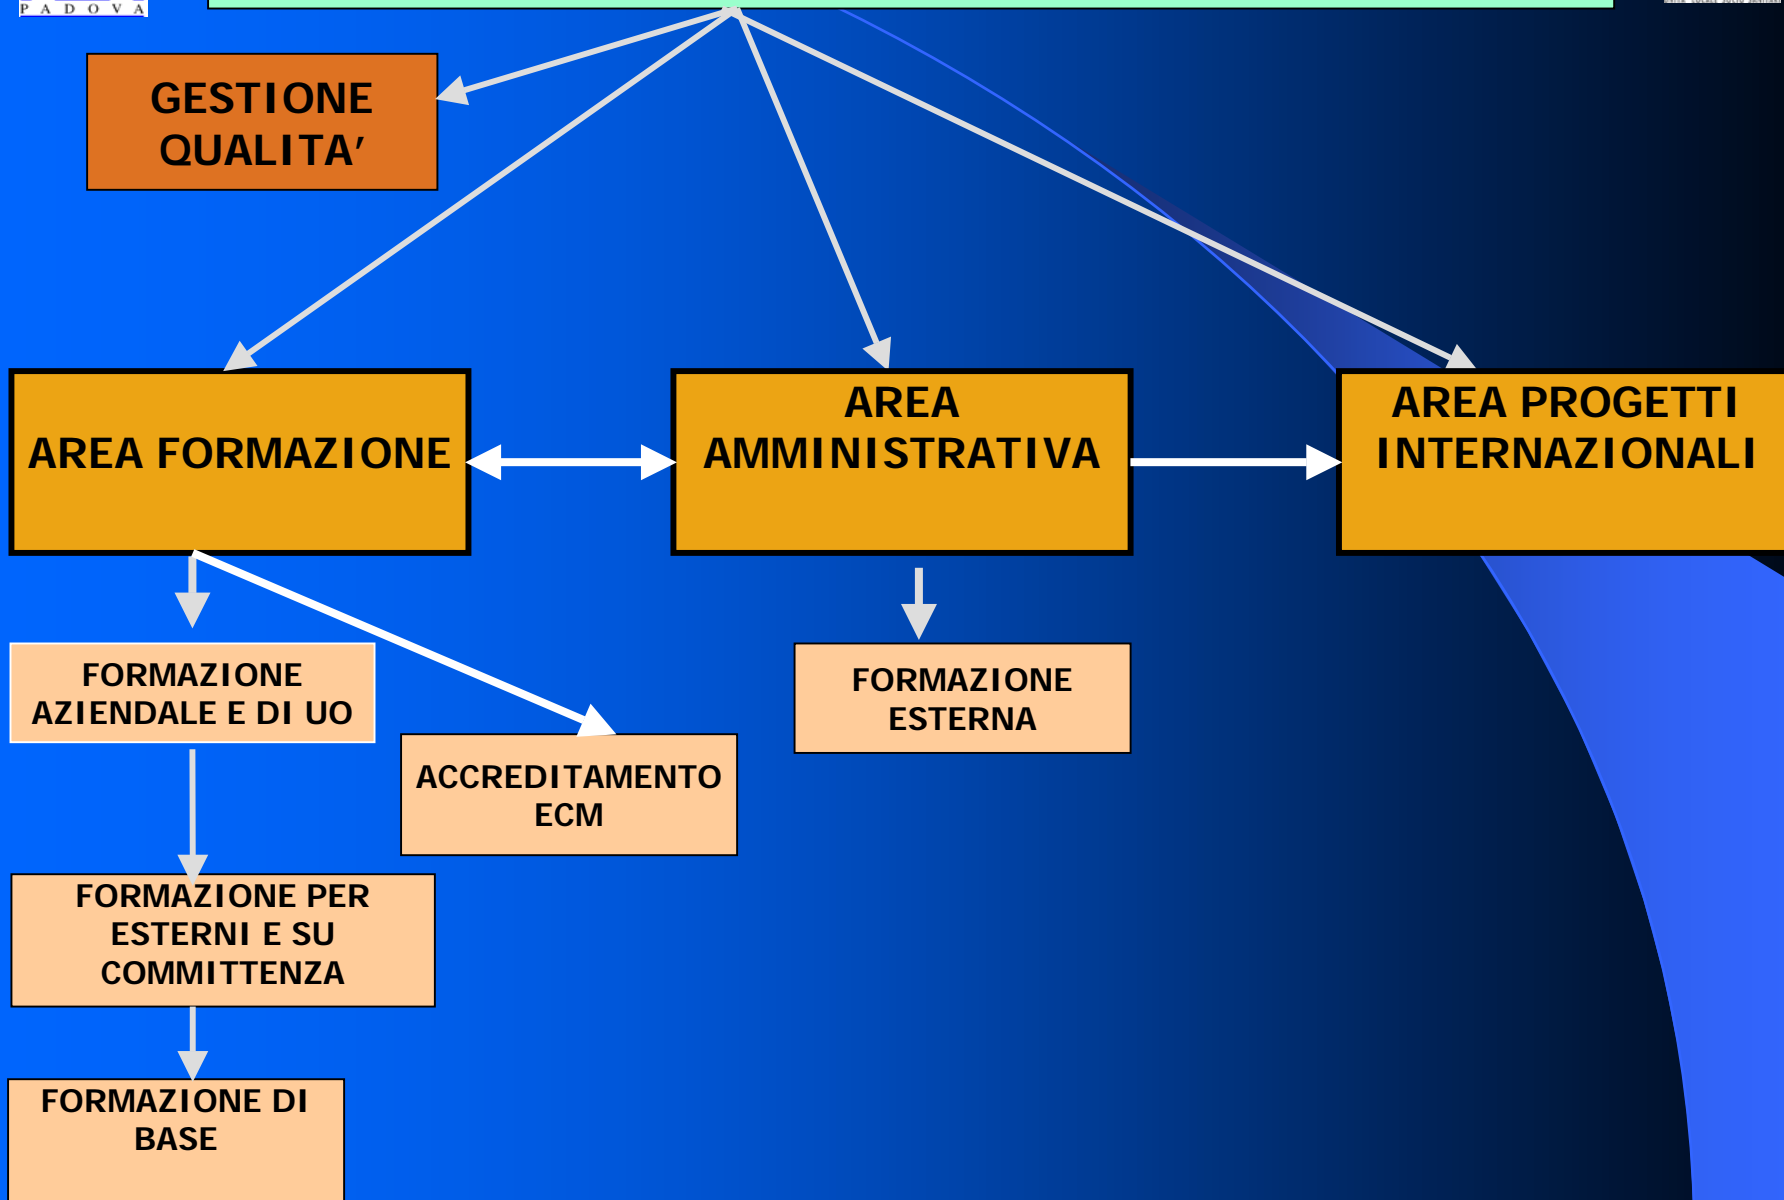 PADOVA
GESTIONE
QUALITA’
AREA FORMAZIONE
AREA
AMMINISTRATIVA
AREA PROGETTI
INTERNAZIONALI
FORMAZIONE
AZIENDALE E DI UO
ACCREDITAMENTO
ECM
FORMAZIONE
ESTERNA
FORMAZIONE PER
ESTERNI E SU
COMMITTENZA
FORMAZIONE DI
BASE